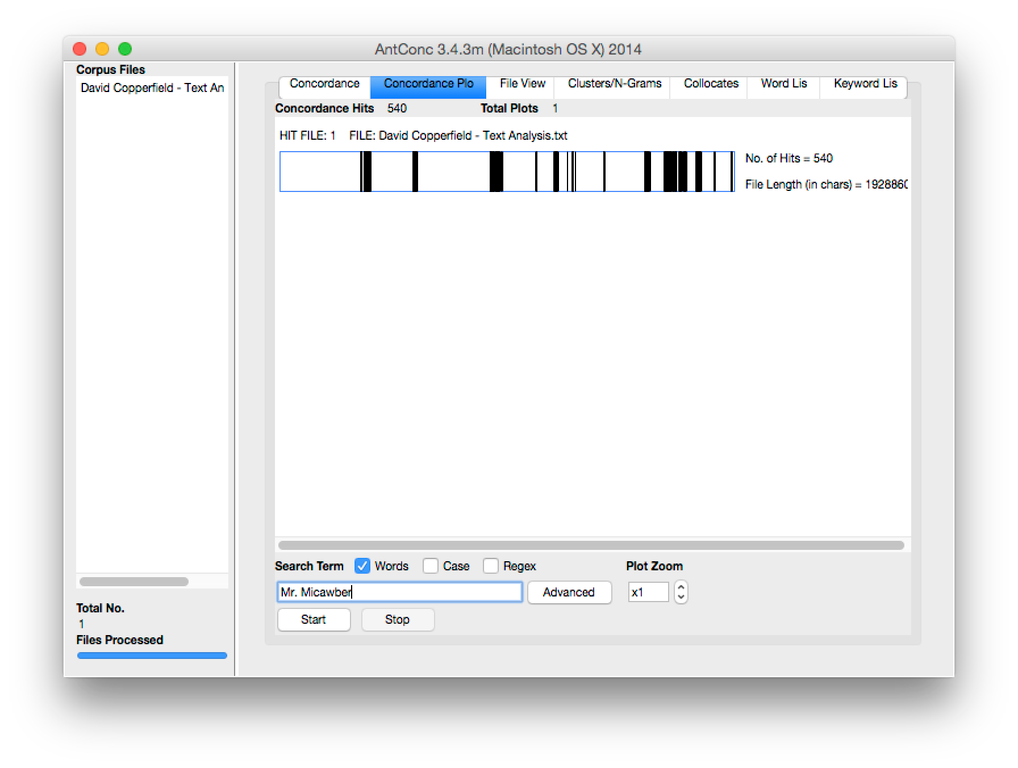 AntConc 3.4.3m (Macintosh OS X) 2014
Corpus Files
David Copperfield - Text An
Concordance Concordance Plo File View Clusters/N-Grams Collocates Word Lis Keyword Lis
Concordance Hits 540 Total Plots 1
HIT FILE: 1 FILE: David Copperfield - Text Analysis.txt
No. of Hits = 540
File Length (in chars) = 1928860
Search Term Words Case Regex Plot Zoom
Mr. Micawber Advanced x1
Start Stop
Total No.
1
Files Processed